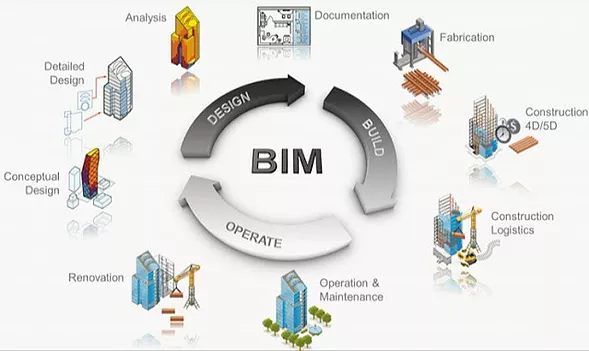 Analysis
Documentation
Fabrication
Detailed
Design
Construction
4D/5D
Conceptual
Design
Construction
Logistics
Renovation
Operation &
Maintenance
DESIGN
BUILD
OPERATE
BIM